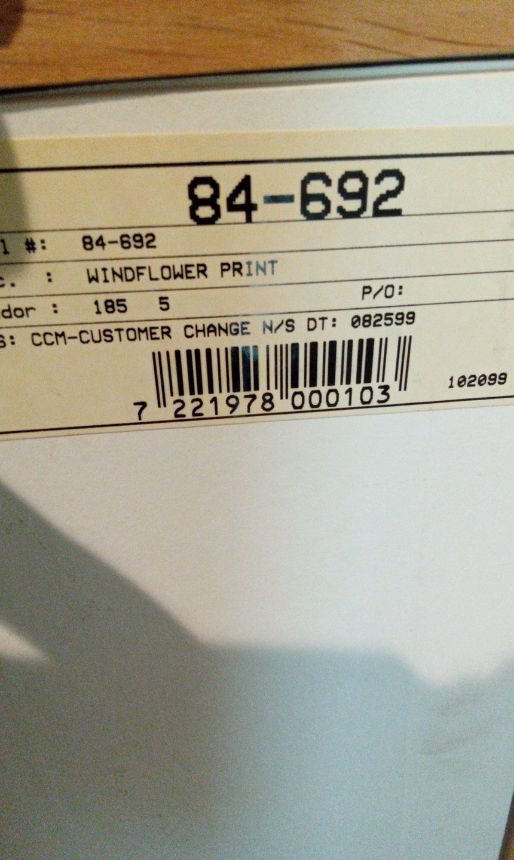 84-692
l #: 84-692
c. : WINDFLOWER PRINT
dor : 185 5 P/O:
S: CCM-CUSTOMER CHANGE N/S DT: 082599
7 221978 000103
102099